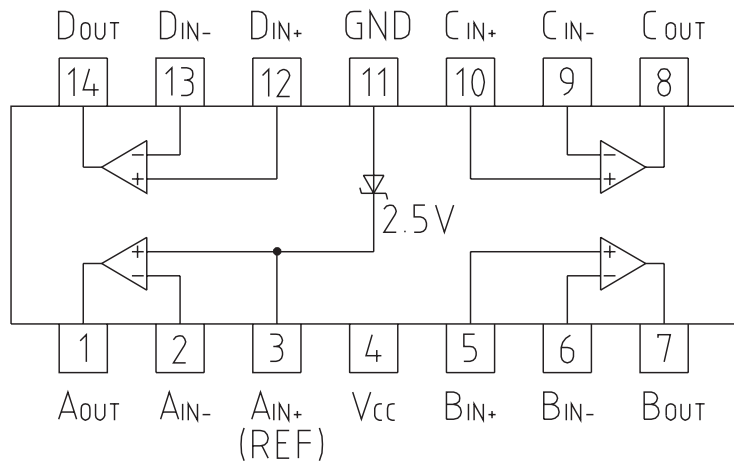 DOUT DIN- DIN+ GND CIN+ CIN- COUT
14 13 12 11 10 9 8
- -
+ +
2.5V
+ +
- -
1 2 3 4 5 6 7
AOUT AIN- AIN+ VCC BIN+ BIN- BOUT
(REF)